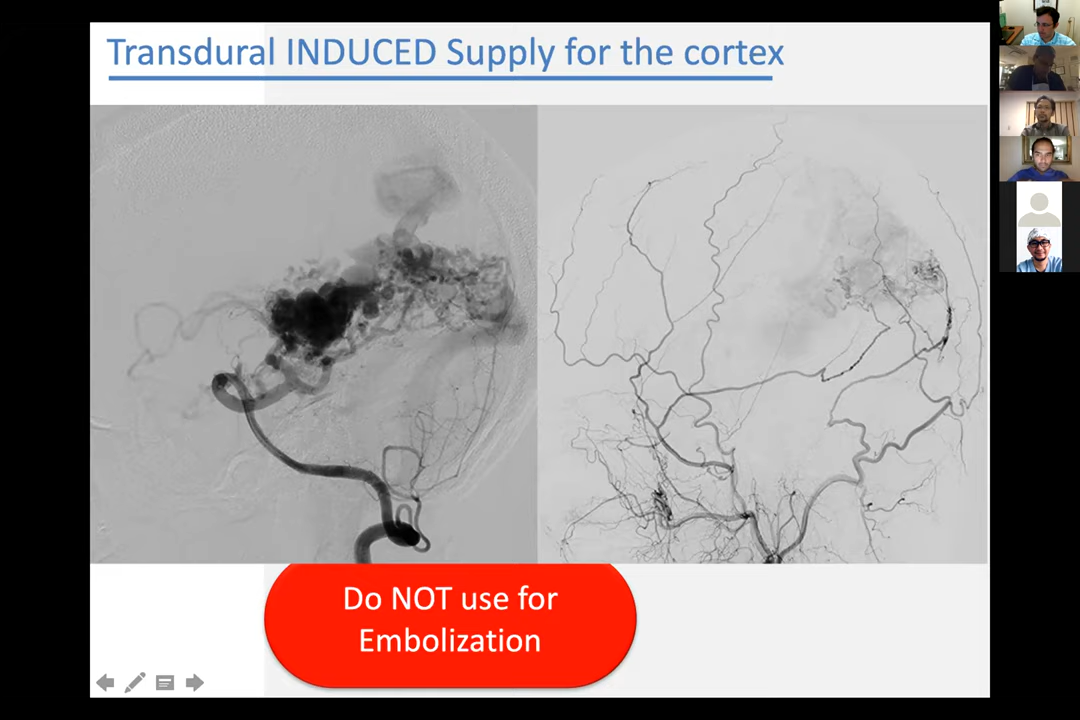 Transdural INDUCED Supply for the cortex
Do NOT use for
Embolization